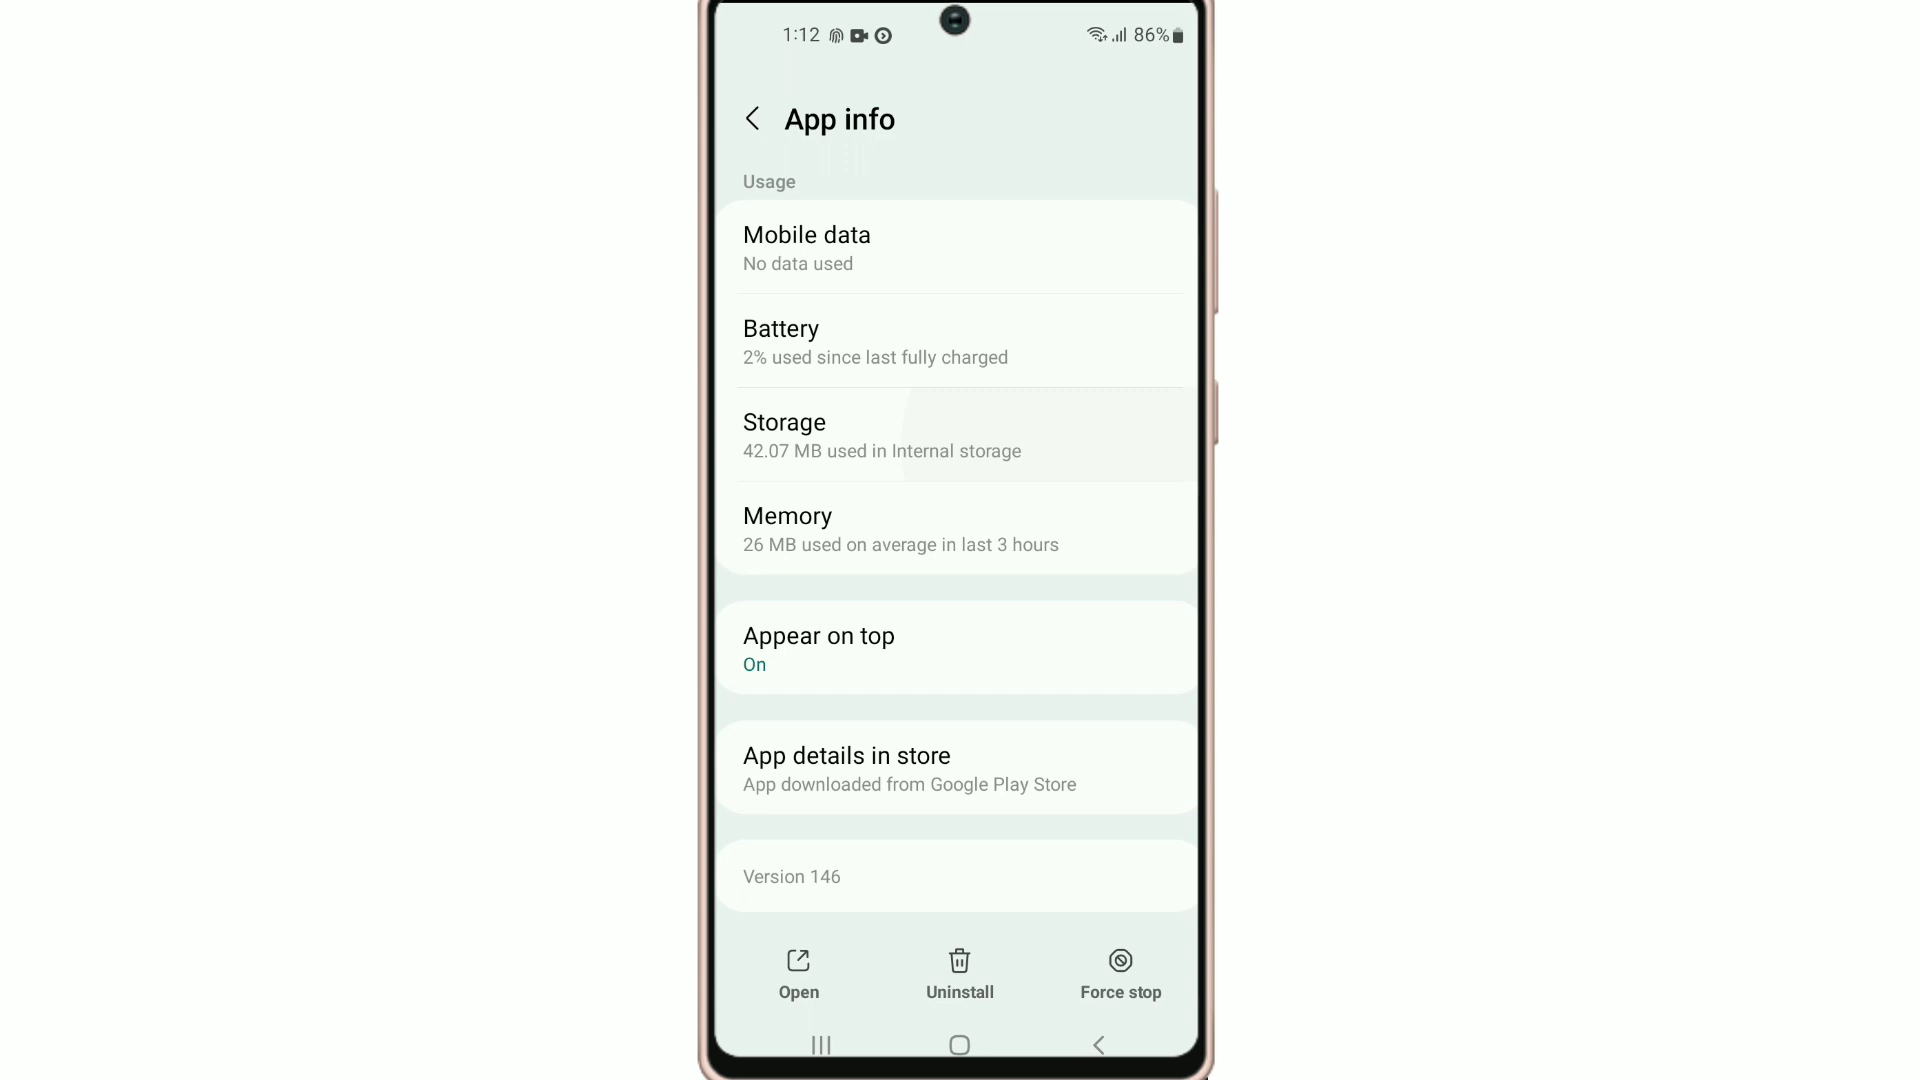 1:12 86%
App info
Usage
Mobile data
No data used
Battery
2% used since last fully charged
Storage
42.07 MB used in Internal storage
Memory
26 MB used on average in last 3 hours
Appear on top
On
App details in store
App downloaded from Google Play Store
Version 146
Open Uninstall Force stop